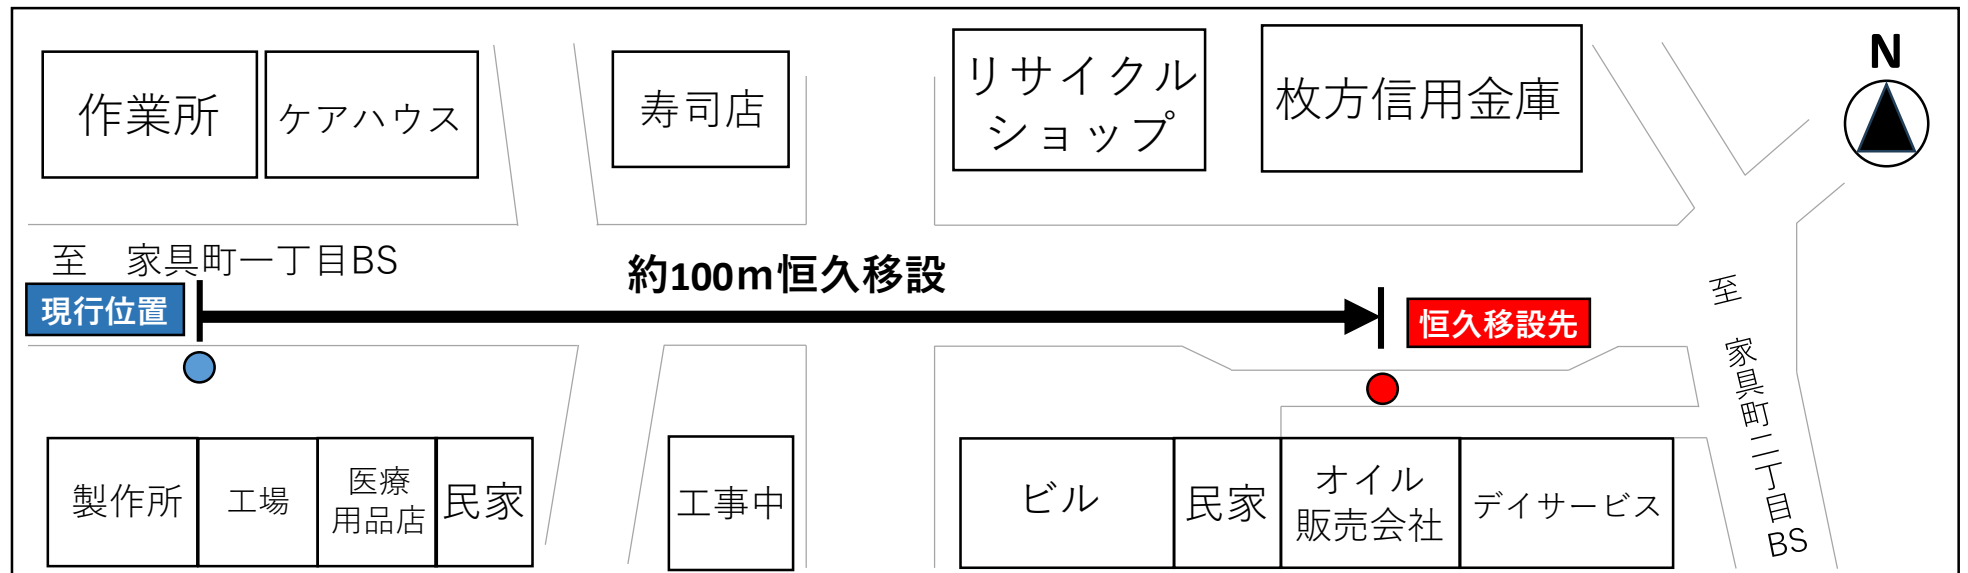 作業所
ケアハウス
寿司店
リサイクル
ショップ
枚方信用金庫
N
至　家具町一丁目BS
約100m恒久移設
現行位置
恒久移設先
至　家具町二丁目BS
製作所
工場
医療
用品店
民家
工事中
ビル
民家
オイル
販売会社
デイサービス